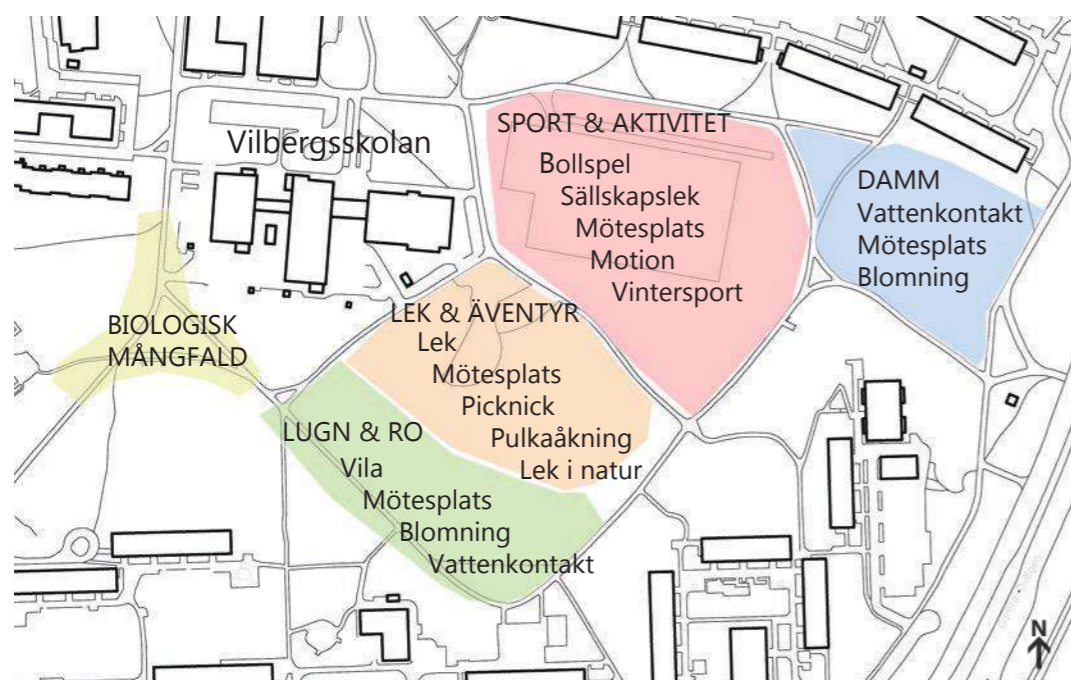 Vilbergsskolan
SPORT & AKTIVITET
Bollspel
Sällskapslek
Mötesplats
Motion
Vintersport
DAMM
Vattenkontakt
Mötesplats
Blomning
BIOLOGISK
MÅNGFALD
LEK & ÄVENTYR
Lek
Mötesplats
Picknick
Pulkaåkning
Lek i natur
LUGN & RO
Vila
Mötesplats
Blomning
Vattenkontakt
N